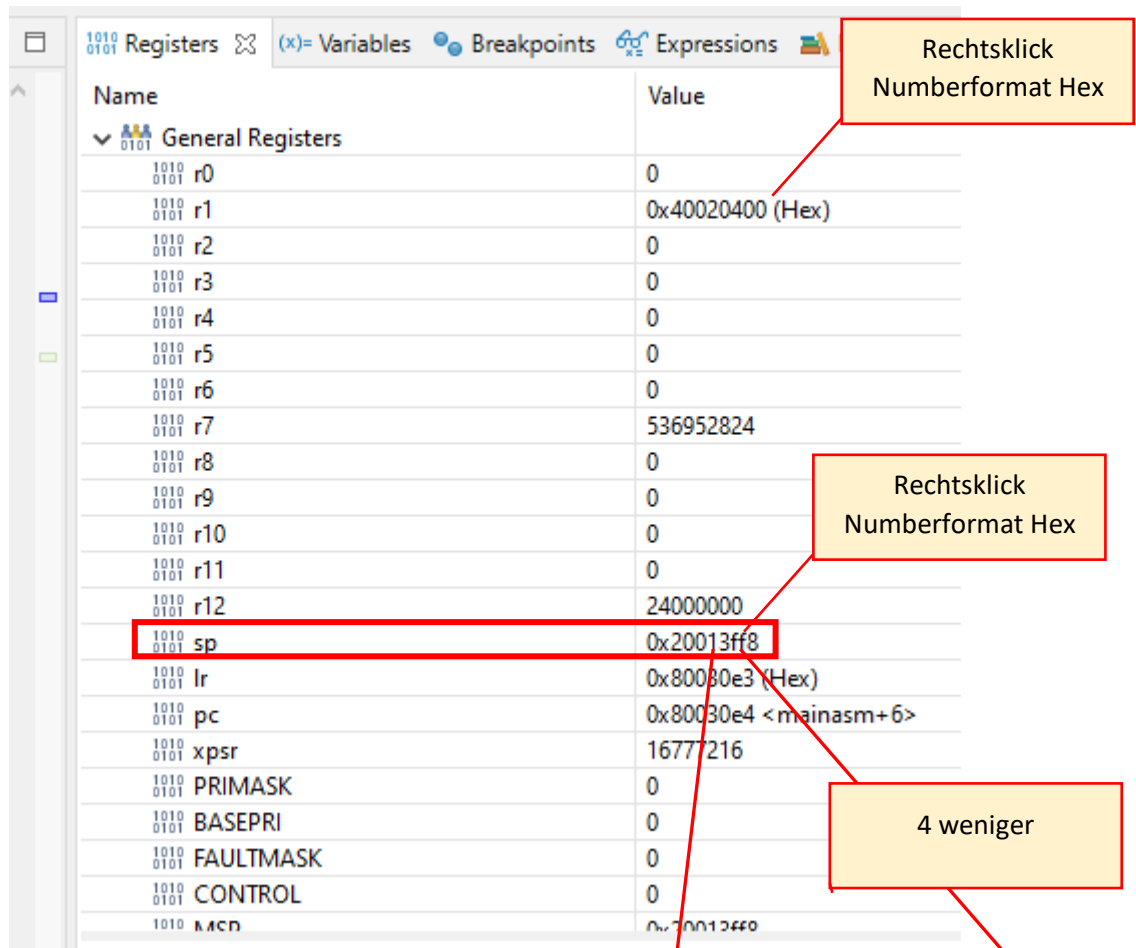 Registers (x)= Variables Breakpoints Expressions
Rechtsklick
Numberformat Hex
Name Value
General Registers
r0 0
r1 0x40020400 (Hex)
r2 0
r3 0
r4 0
r5 0
r6 0
r7 536952824
r8 0
r9 0
Rechtsklick
Numberformat Hex
r10 0
r11 0
r12 24000000
sp 0x20013ff8
lr 0x80030e3 (Hex)
pc 0x80030e4 <mainasm+6>
xpsr 16777216
PRIMASK 0
BASEPRI 0
4 weniger
FAULTMASK 0
CONTROL 0
MSP 0x20013ff8